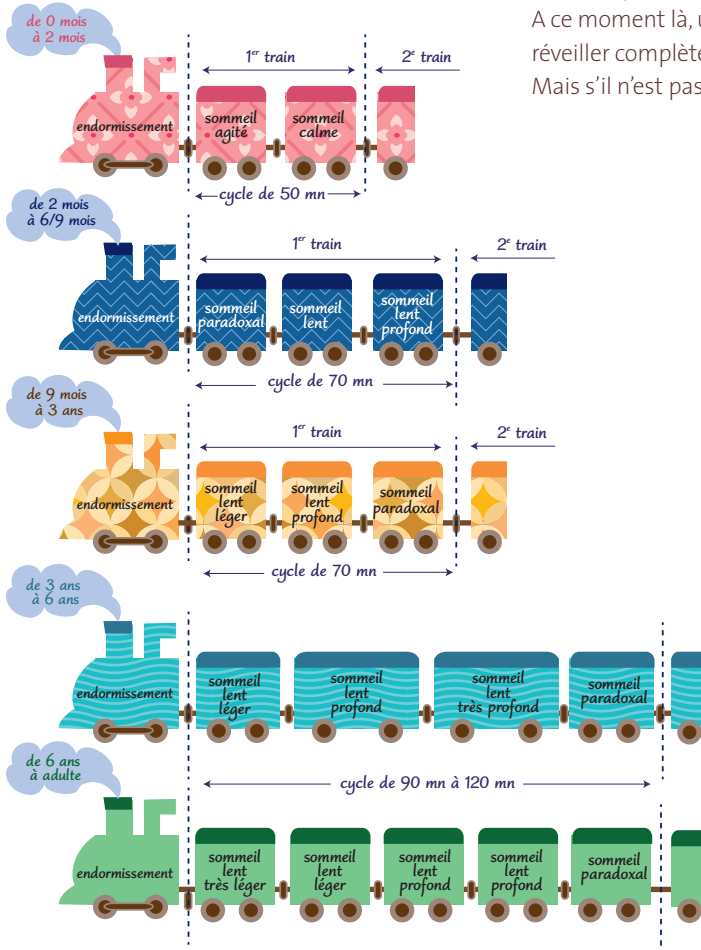 A ce moment là, u
réveiller complète
Mais s'il n'est pas
de 0 mois
à 2 mois
1er train
2e train
endormissement
sommeil
agité
sommeil
calme
cycle de 50 mn
de 2 mois
à 6/9 mois
1er train
2e train
endormissement
sommeil
paradoxal
sommeil
lent
sommeil
lent
profond
cycle de 70 mn
de 9 mois
à 3 ans
1er train
2e train
endormissement
sommeil
lent
léger
sommeil
lent
profond
sommeil
paradoxal
cycle de 70 mn
de 3 ans
à 6 ans
endormissement
sommeil
lent
léger
sommeil
lent
profond
sommeil
lent
très profond
sommeil
paradoxal
cycle de 90 mn à 120 mn
de 6 ans
à adulte
endormissement
sommeil
lent
très léger
sommeil
lent
léger
sommeil
lent
profond
sommeil
lent
profond
sommeil
paradoxal